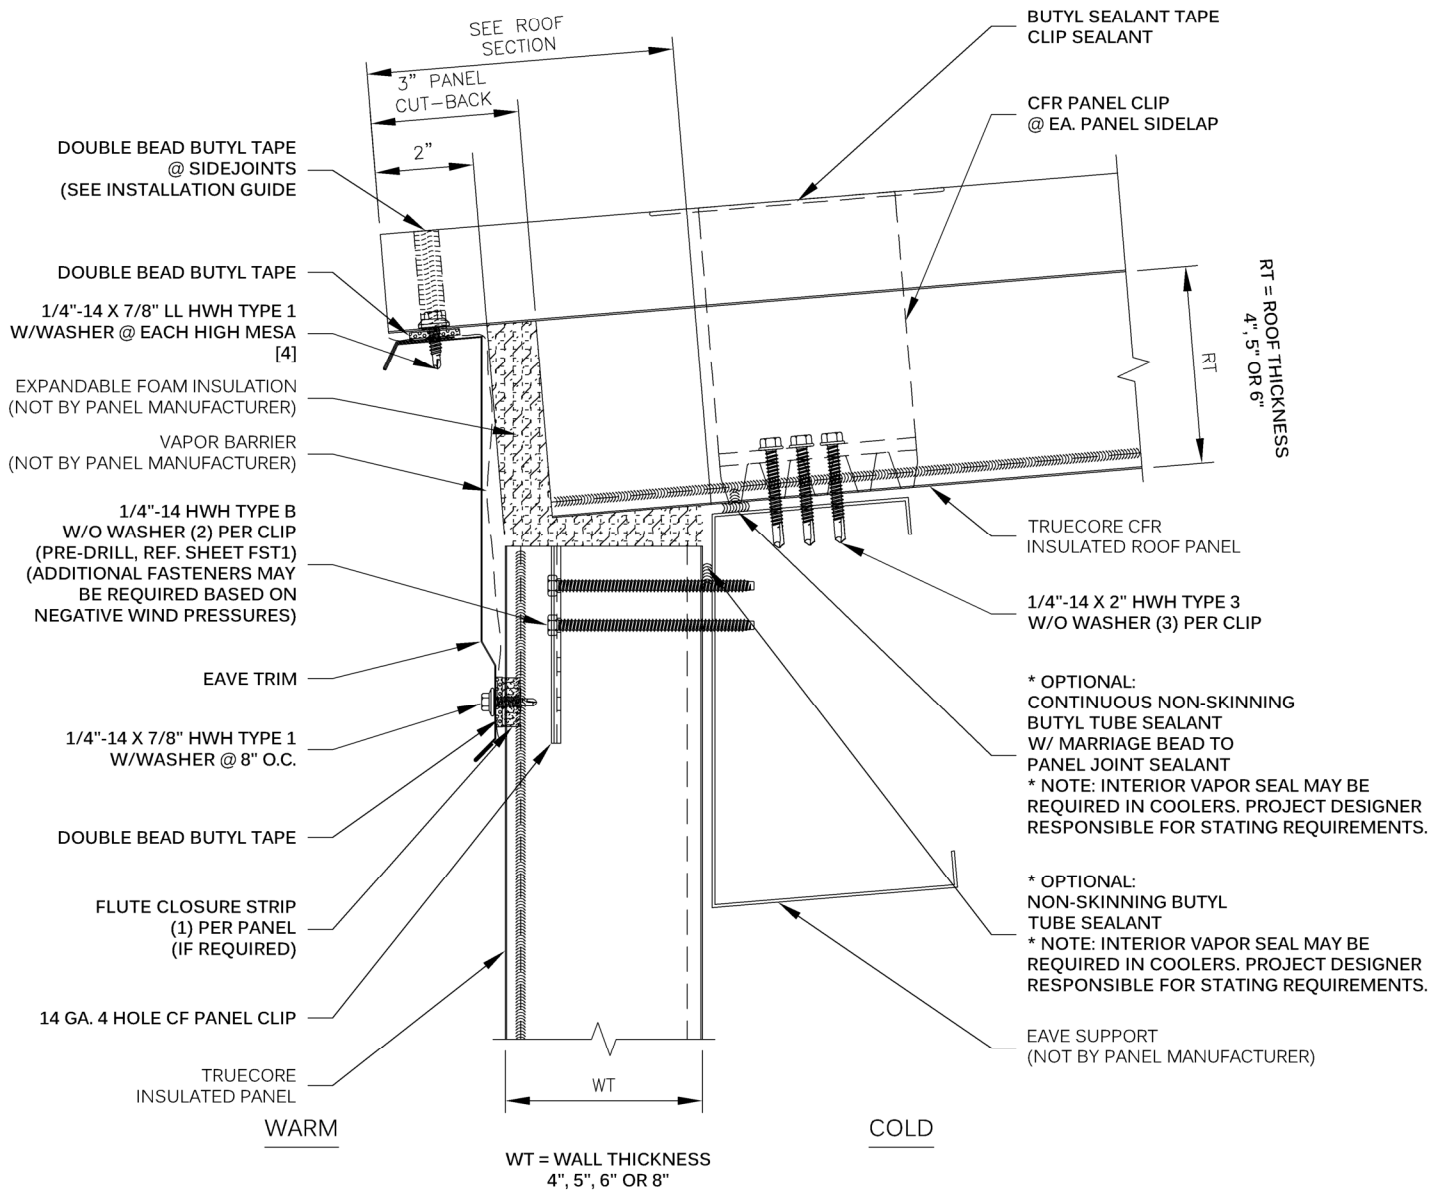 SEE ROOF
SECTION
3" PANEL
CUT-BACK
2"
DOUBLE BEAD BUTYL TAPE
@ SIDEJOINTS
(SEE INSTALLATION GUIDE
DOUBLE BEAD BUTYL TAPE
1/4"-14 X 7/8" LL HWH TYPE 1
W/WASHER @ EACH HIGH MESA
[4]
EXPANDABLE FOAM INSULATION
(NOT BY PANEL MANUFACTURER)
VAPOR BARRIER
(NOT BY PANEL MANUFACTURER)
1/4"-14 HWH TYPE B
W/O WASHER (2) PER CLIP
(PRE-DRILL, REF. SHEET FST1)
(ADDITIONAL FASTENERS MAY
BE REQUIRED BASED ON
NEGATIVE WIND PRESSURES)
EAVE TRIM
1/4"-14 X 7/8" HWH TYPE 1
W/WASHER @ 8" O.C.
DOUBLE BEAD BUTYL TAPE
FLUTE CLOSURE STRIP
(1) PER PANEL
(IF REQUIRED)
14 GA. 4 HOLE CF PANEL CLIP
TRUECORE
INSULATED PANEL
WARM
BUTYL SEALANT TAPE
CLIP SEALANT
CFR PANEL CLIP
@ EA. PANEL SIDELAP
RT
RT = ROOF THICKNESS
4", 5" OR 6"
TRUECORE CFR
INSULATED ROOF PANEL
1/4"-14 X 2" HWH TYPE 3
W/O WASHER (3) PER CLIP
* OPTIONAL:
CONTINUOUS NON-SKINNING
BUTYL TUBE SEALANT
W/ MARRIAGE BEAD TO
PANEL JOINT SEALANT
* NOTE: INTERIOR VAPOR SEAL MAY BE
REQUIRED IN COOLERS. PROJECT DESIGNER
RESPONSIBLE FOR STATING REQUIREMENTS.
* OPTIONAL:
NON-SKINNING BUTYL
TUBE SEALANT
* NOTE: INTERIOR VAPOR SEAL MAY BE
REQUIRED IN COOLERS. PROJECT DESIGNER
RESPONSIBLE FOR STATING REQUIREMENTS.
EAVE SUPPORT
(NOT BY PANEL MANUFACTURER)
WT
COLD
WT = WALL THICKNESS
4", 5", 6" OR 8"